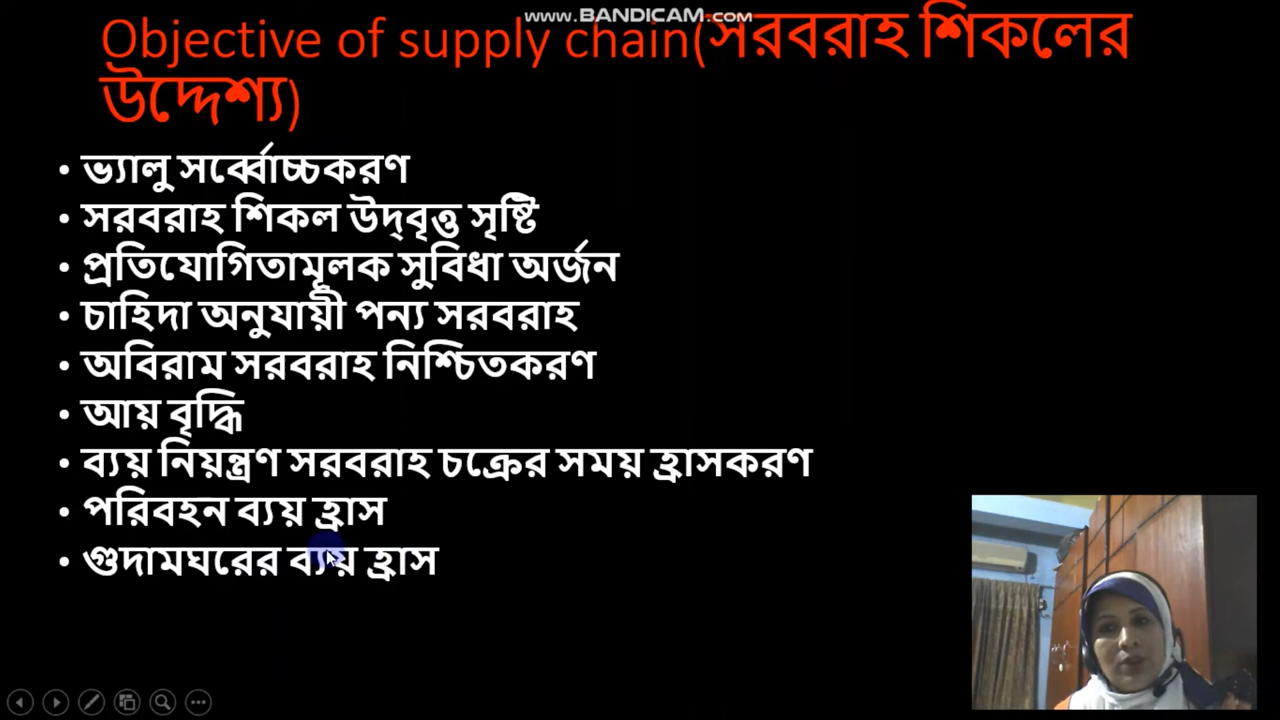 www.BANDICAM.com
Objective of supply chain(সরবরাহ শিকলের
উদ্দেশ্য)
• ভ্যালু সর্ব্বোচ্চকরণ
• সরবরাহ শিকল উদ্‌বৃত্ত সৃষ্টি
• প্রতিযোগিতামূলক সুবিধা অর্জন
• চাহিদা অনুযায়ী পন্য সরবরাহ
• অবিরাম সরবরাহ নিশ্চিতকরণ
• আয় বৃদ্ধি
• ব্যয় নিয়ন্ত্রণ সরবরাহ চক্রের সময় হ্রাসকরণ
• পরিবহন ব্যয় হ্রাস
• গুদামঘরের ব্যয় হ্রাস